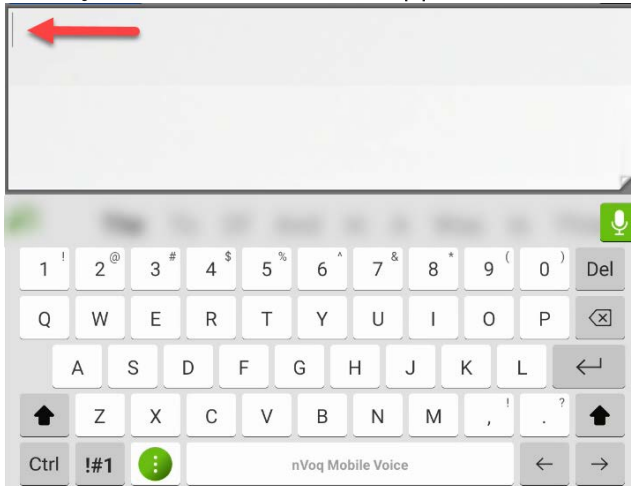 1 ! 2 @ 3 # 4 $ 5 % 6 ^ 7 & 8 * 9 ( 0 ) Del
Q W E R T Y U I O P
A S D F G H J K L
Z X C V B N M , ! . ?
Ctrl !#1 nVoq Mobile Voice